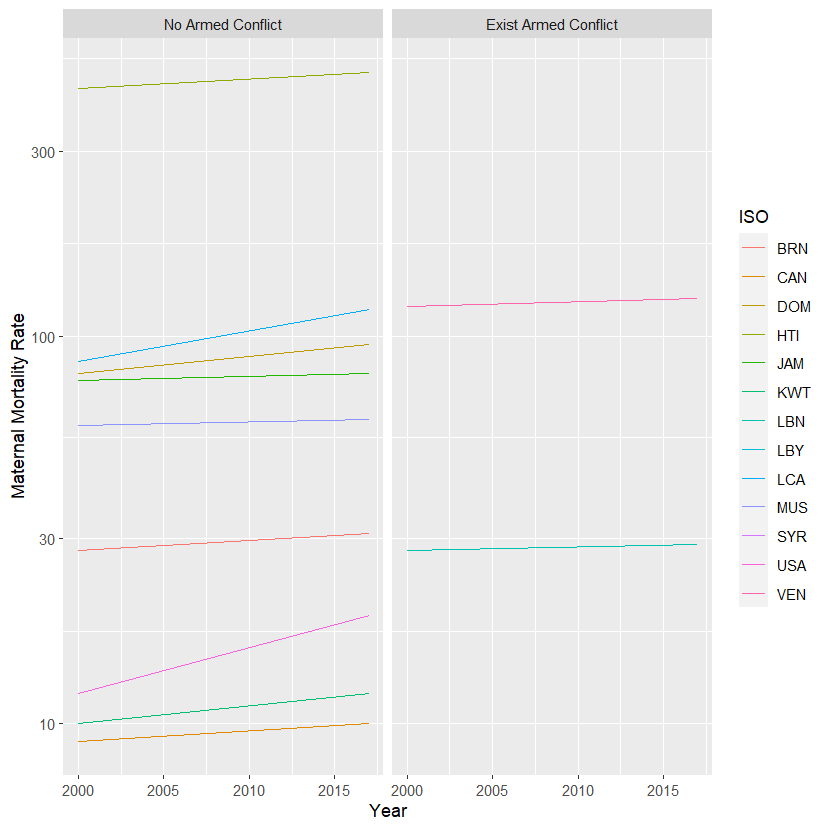 No Armed Conflict
Exist Armed Conflict
Maternal Mortality Rate
300
100
30
10
2000 2005 2010 2015
2000 2005 2010 2015
Year
ISO
BRN
CAN
DOM
HTI
JAM
KWT
LBN
LBY
LCA
MUS
SYR
USA
VEN